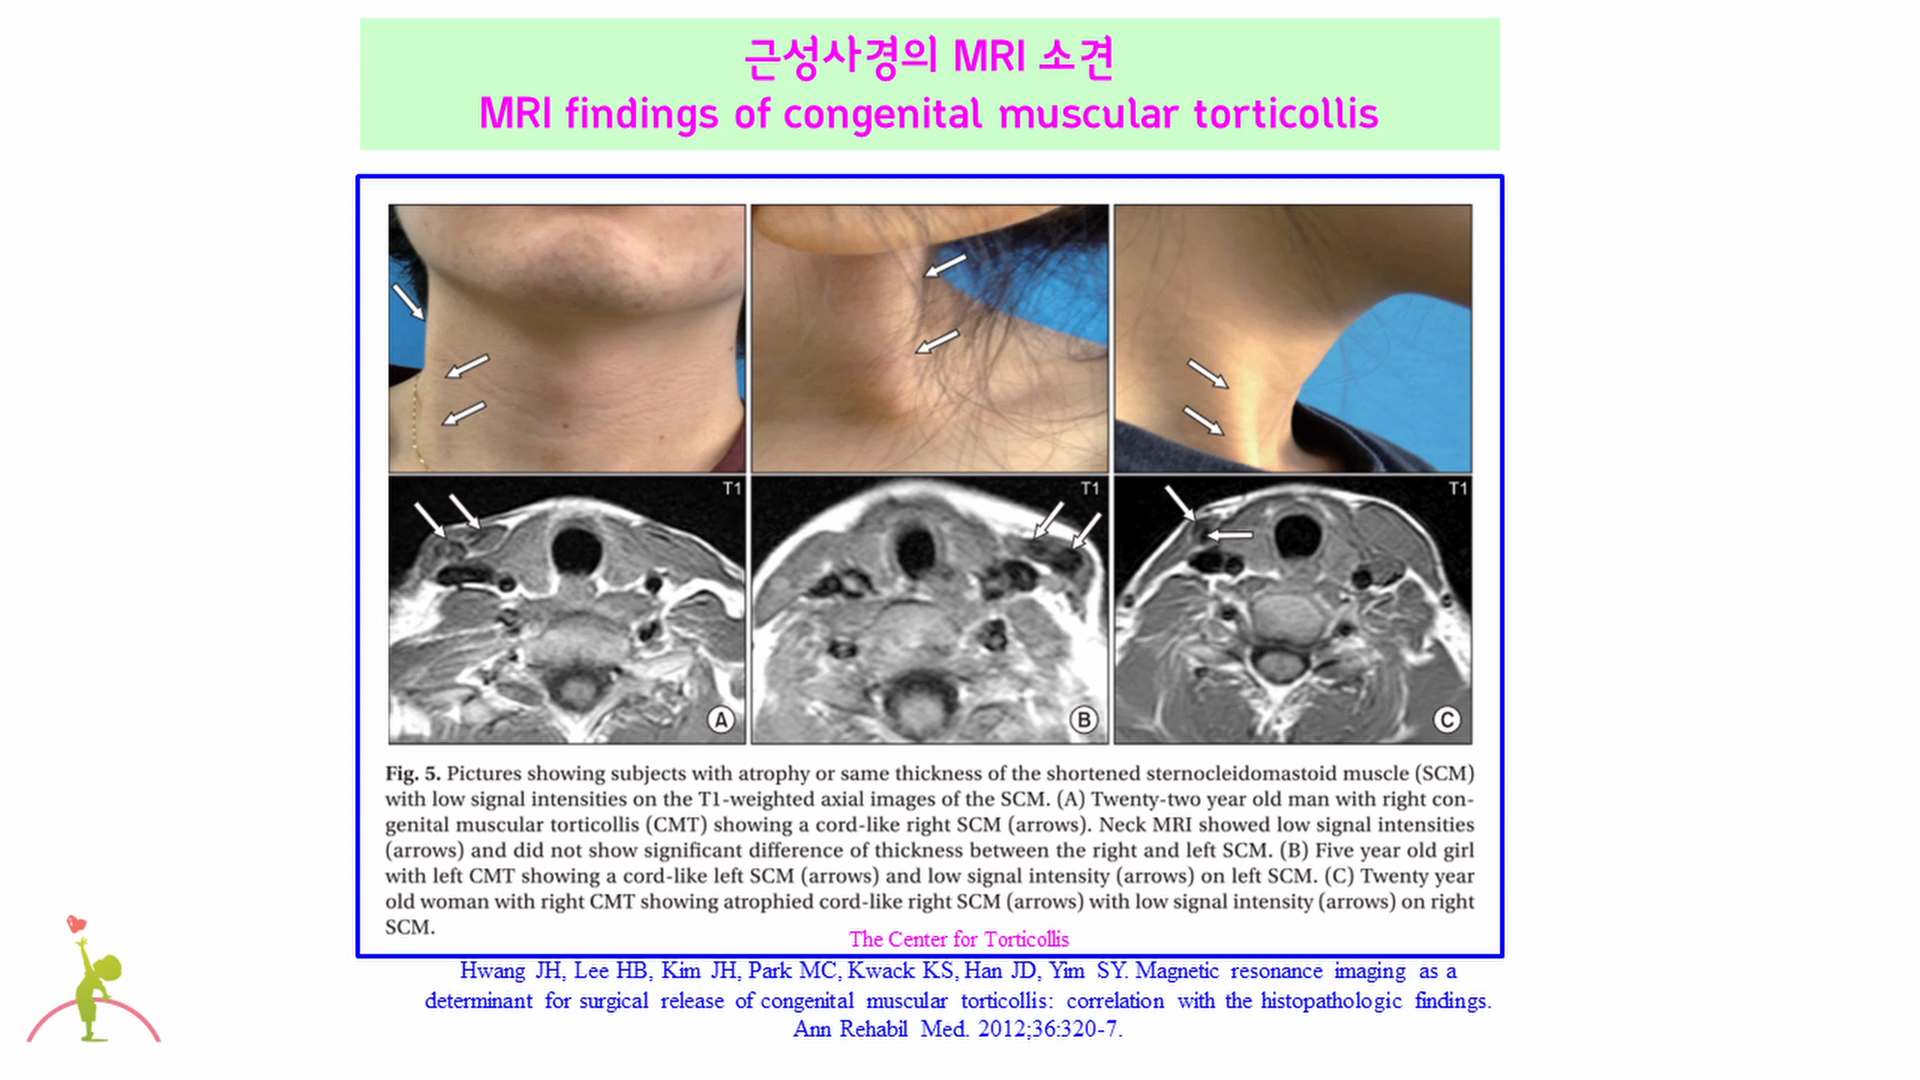 근성사경의 MRI 소견
MRI findings of congenital muscular torticollis
T1
T1
T1
A
B
C
Fig. 5. Pictures showing subjects with atrophy or same thickness of the shortened sternocleidomastoid muscle (SCM)
with low signal intensities on the T1-weighted axial images of the SCM. (A) Twenty-two year old man with right con-
genital muscular torticollis (CMT) showing a cord-like right SCM (arrows). Neck MRI showed low signal intensities
(arrows) and did not show significant difference of thickness between the right and left SCM. (B) Five year old girl
with left CMT showing a cord-like left SCM (arrows) and low signal intensity (arrows) on left SCM. (C) Twenty year
old woman with right CMT showing atrophied cord-like right SCM (arrows) with low signal intensity (arrows) on right
SCM.
The Center for Torticollis
Hwang JH, Lee HB, Kim JH, Park MC, Kwack KS, Han JD, Yim SY. Magnetic resonance imaging as a
determinant for surgical release of congenital muscular torticollis: correlation with the histopathologic findings.
Ann Rehabil Med. 2012;36:320-7.